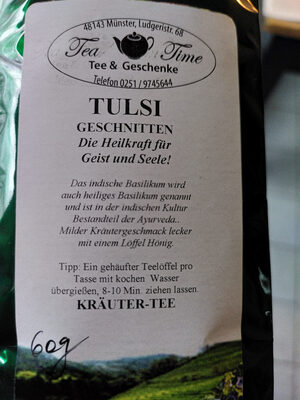 48143 Münster, Ludgeristr. 68
Tea Time
Tee & Geschenke
Telefon 0251 / 9745644
TULSI
GESCHNITTEN
Die Heilkraft für
Geist und Seele!
Das indische Basilikum wird
auch heiliges Basilikum genannt
und ist in der indischen Kultur
Bestandteil der Ayurveda..
Milder Kräutergeschmack lecker
mit einem Löffel Hönig.
Tipp: Ein gehäufter Teelöffel pro
Tasse mit kochen Wasser
übergießen, 8-10 Min. ziehen lassen.
KRÄUTER-TEE
60g